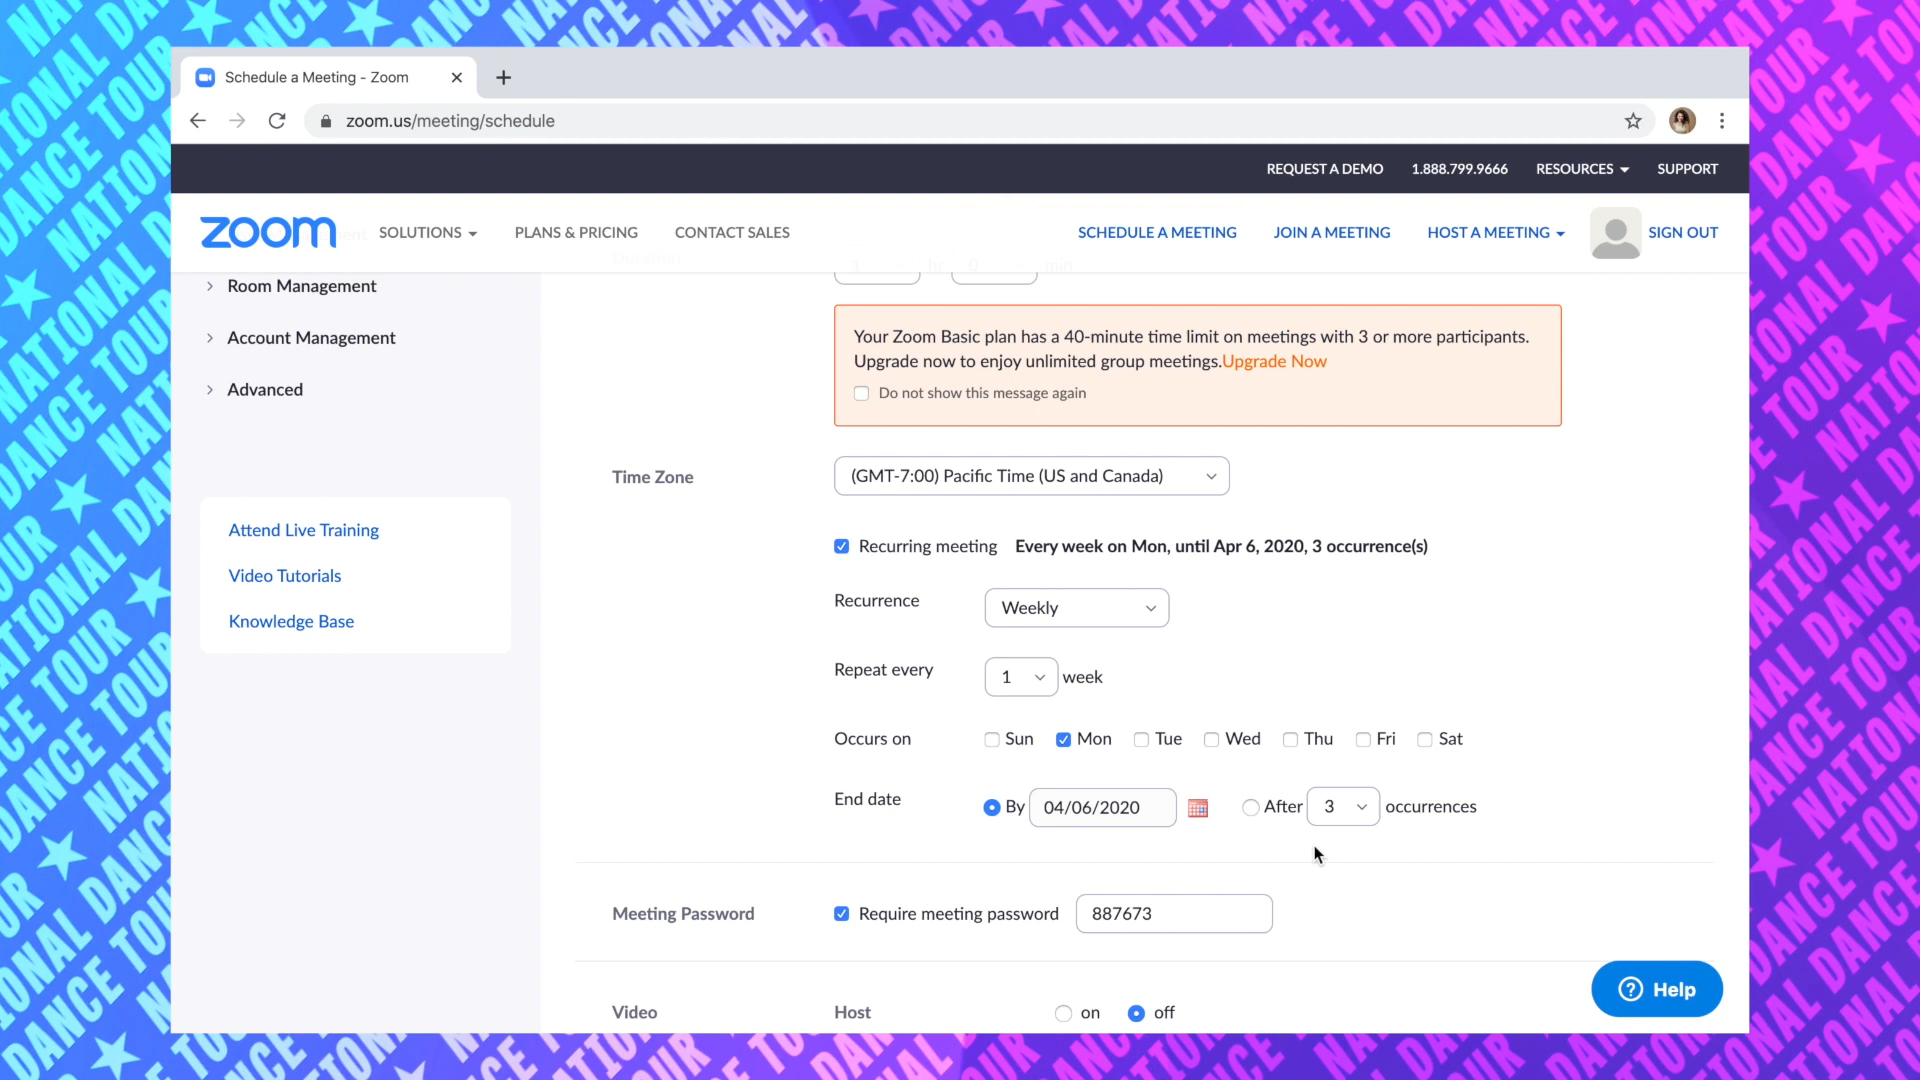 Schedule a Meeting - Zoom
zoom.us/meeting/schedule
REQUEST A DEMO 1.888.799.9666 RESOURCES SUPPORT
zoom SOLUTIONS PLANS & PRICING CONTACT SALES SCHEDULE A MEETING JOIN A MEETING HOST A MEETING SIGN OUT
Duration 1 hr 0 min
Room Management
Account Management
Advanced
Attend Live Training
Video Tutorials
Knowledge Base
Your Zoom Basic plan has a 40-minute time limit on meetings with 3 or more participants.
Upgrade now to enjoy unlimited group meetings.Upgrade Now
Do not show this message again
Time Zone (GMT-7:00) Pacific Time (US and Canada)
Recurring meeting Every week on Mon, until Apr 6, 2020, 3 occurrence(s)
Recurrence Weekly
Repeat every 1 week
Occurs on Sun Mon Tue Wed Thu Fri Sat
End date By 04/06/2020 After 3 occurrences
Meeting Password Require meeting password 887673
Video Host on off
Help
NATIONAL DANCE TOUR